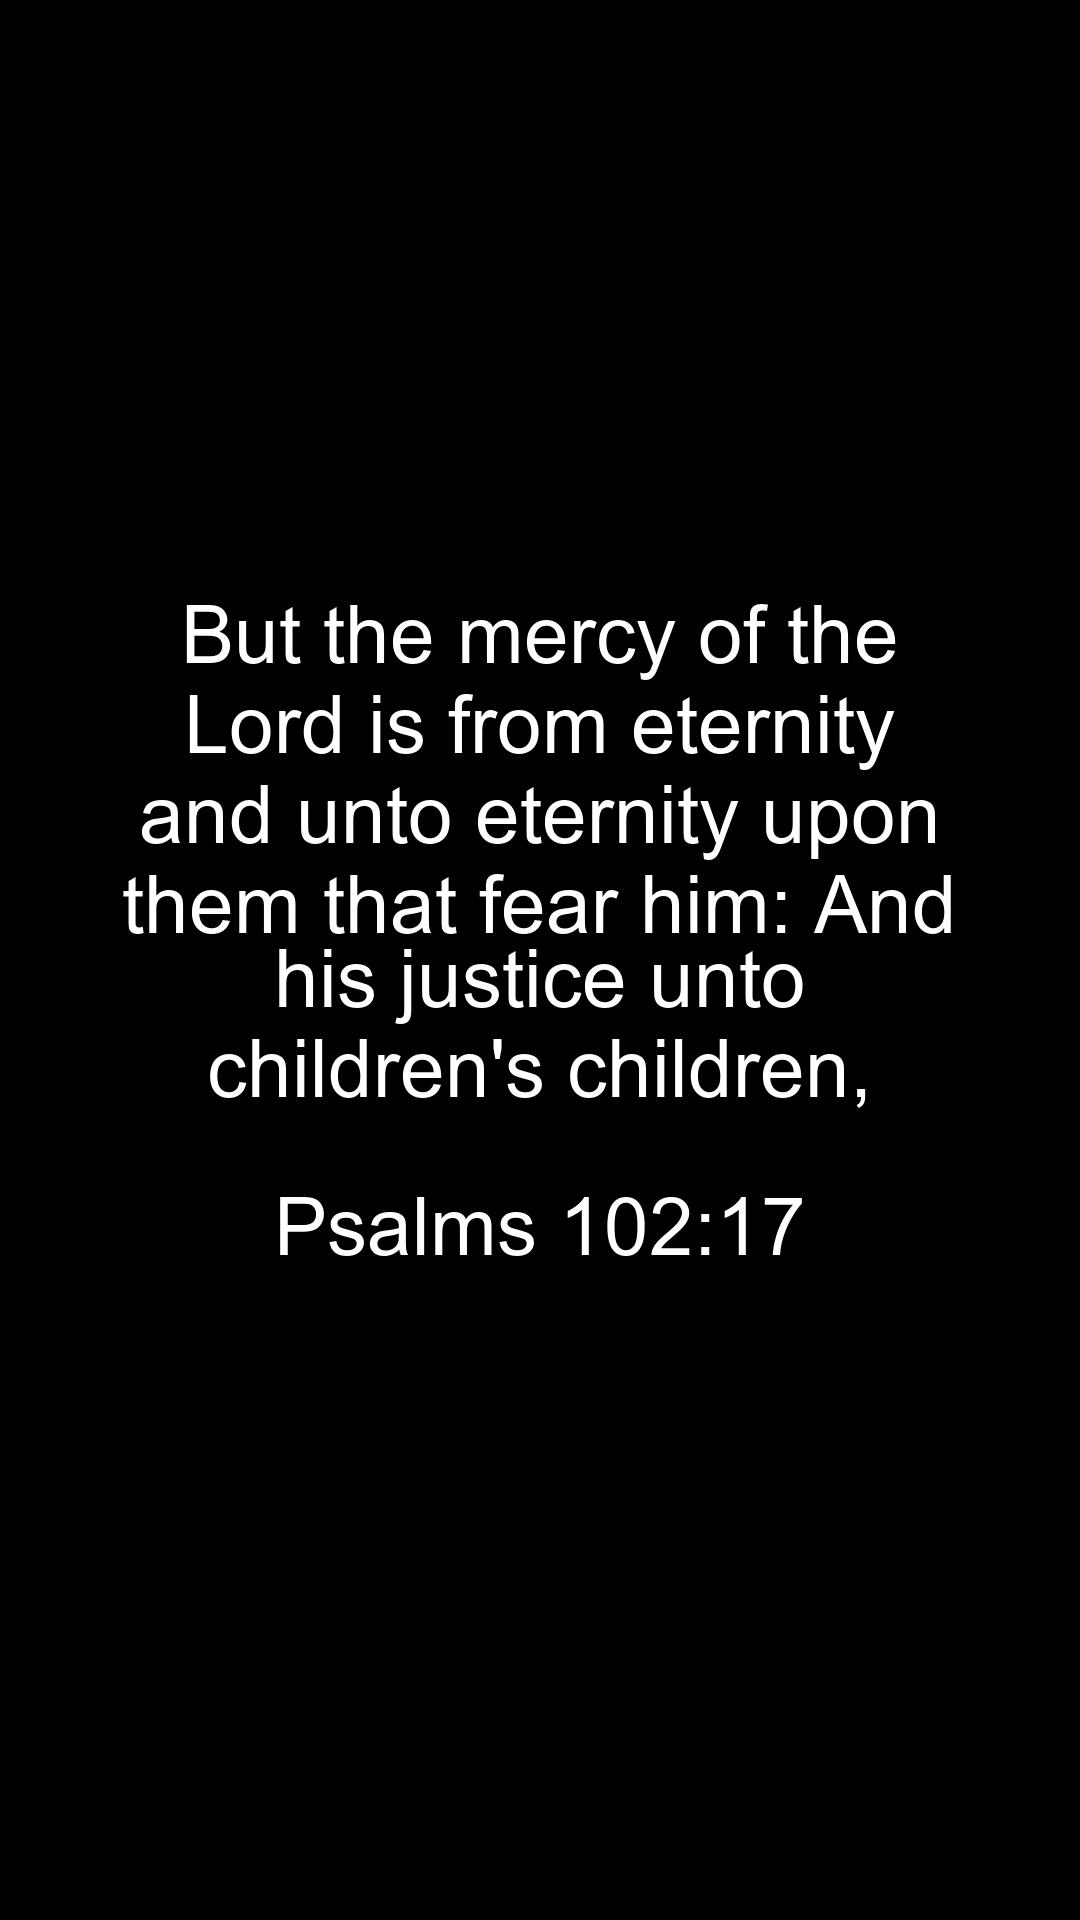 But the mercy of the
Lord is from eternity
and unto eternity upon
them that fear him: And
his justice unto
children's children,
Psalms 102:17